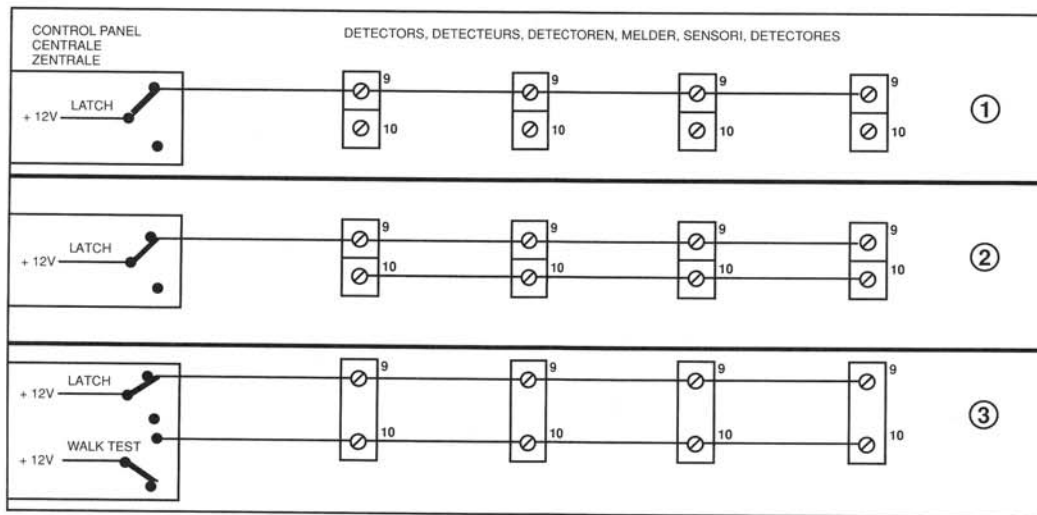 CONTROL PANEL
CENTRALE
ZENTRALE
DETECTORS, DETECTEURS, DETECTOREN, MELDER, SENSORI, DETECTORES
LATCH
+ 12V
9 9 9 9
10 10 10 10
1
LATCH
+ 12V
9 9 9 9
10 10 10 10
2
LATCH
+ 12V
9 9 9 9
WALK TEST
+ 12V
10 10 10 10
3